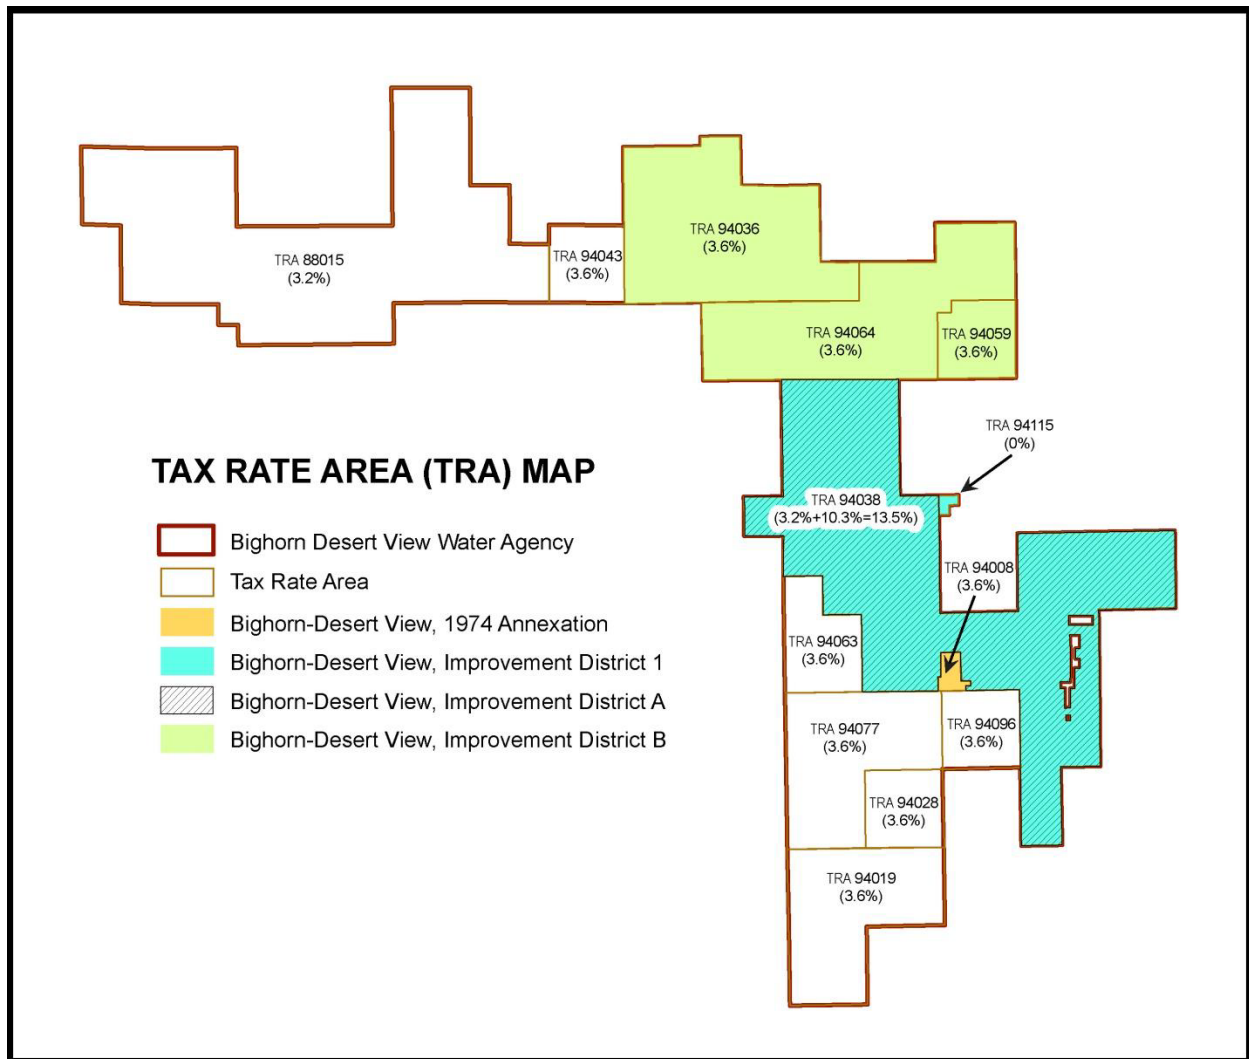 TRA 94036
(3.6%)
TRA 88015
(3.2%)
TRA 94043
(3.6%)
TRA 94064
(3.6%)
TRA 94059
(3.6%)
TRA 94115
(0%)
TAX RATE AREA (TRA) MAP
Bighorn Desert View Water Agency
Tax Rate Area
Bighorn-Desert View, 1974 Annexation
Bighorn-Desert View, Improvement District 1
Bighorn-Desert View, Improvement District A
Bighorn-Desert View, Improvement District B
TRA 94038
(3.2%+10.3%=13.5%)
TRA 94008
(3.6%)
TRA 94063
(3.6%)
TRA 94077
(3.6%)
TRA 94096
(3.6%)
TRA 94028
(3.6%)
TRA 94019
(3.6%)